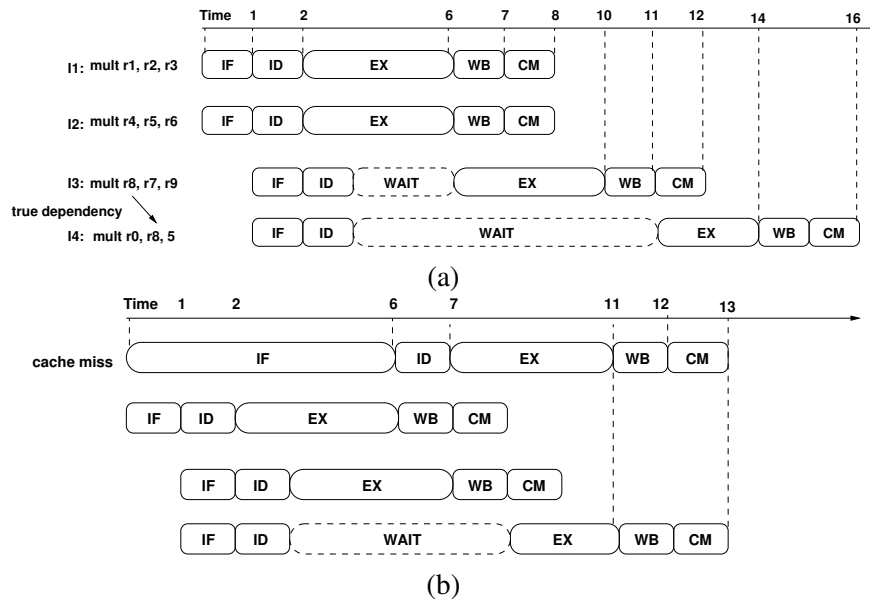 Time 1 2 6 7 8 10 11 12 14 16
I1: mult r1, r2, r3 IF ID EX WB CM
I2: mult r4, r5, r6 IF ID EX WB CM
I3: mult r8, r7, r9 IF ID WAIT EX WB CM
true dependency
I4: mult r0, r8, 5 IF ID WAIT EX WB CM
(a)
Time 1 2 6 7 11 12 13
cache miss IF ID EX WB CM
IF ID EX WB CM
IF ID EX WB CM
IF ID WAIT EX WB CM
(b)